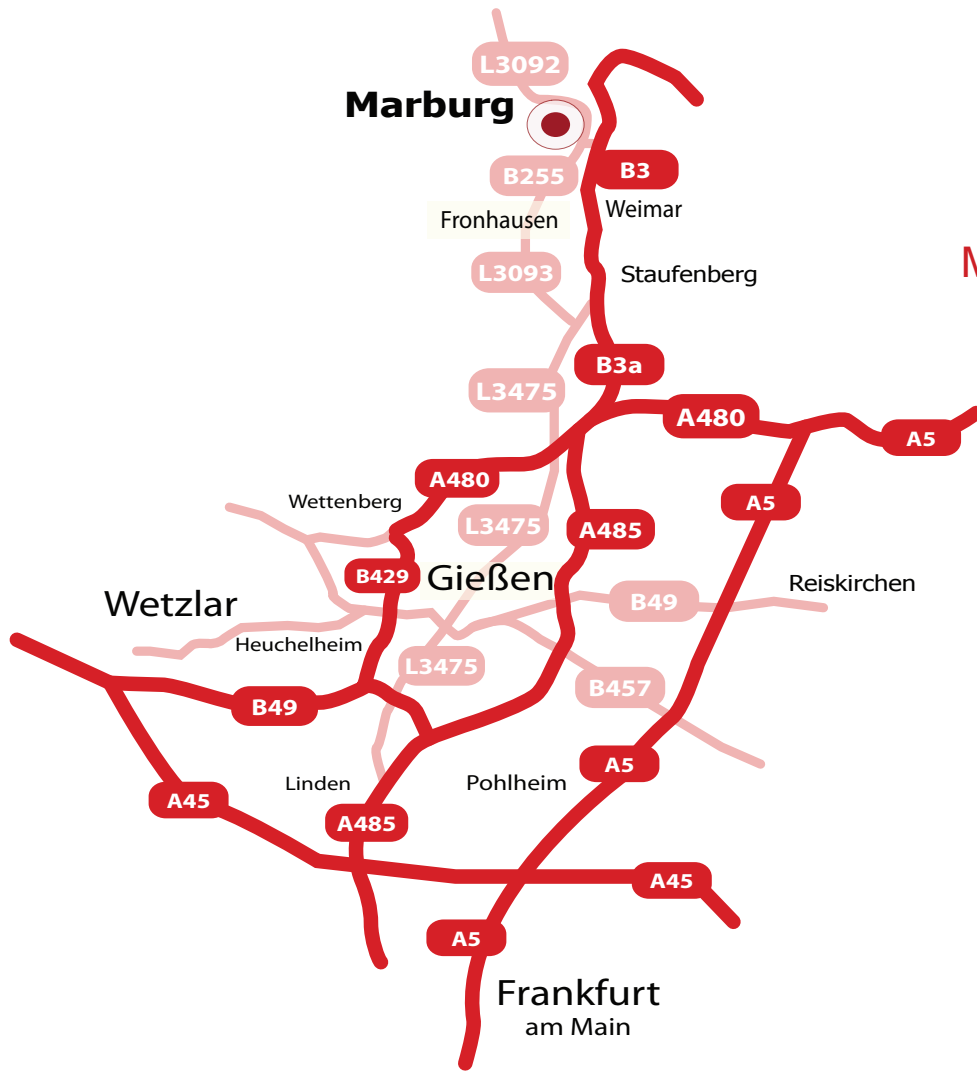 L3092
Marburg
B255
B3
Fronhausen
Weimar
M
L3093
Staufenberg
B3a
L3475
A480
A5
A480
Wettenberg
A5
L3475
A485
B429
Gießen
Reiskirchen
Wetzlar
B49
Heuchelheim
L3475
B457
B49
A5
Linden
Pohlheim
A45
A485
A45
A5
Frankfurt
am Main